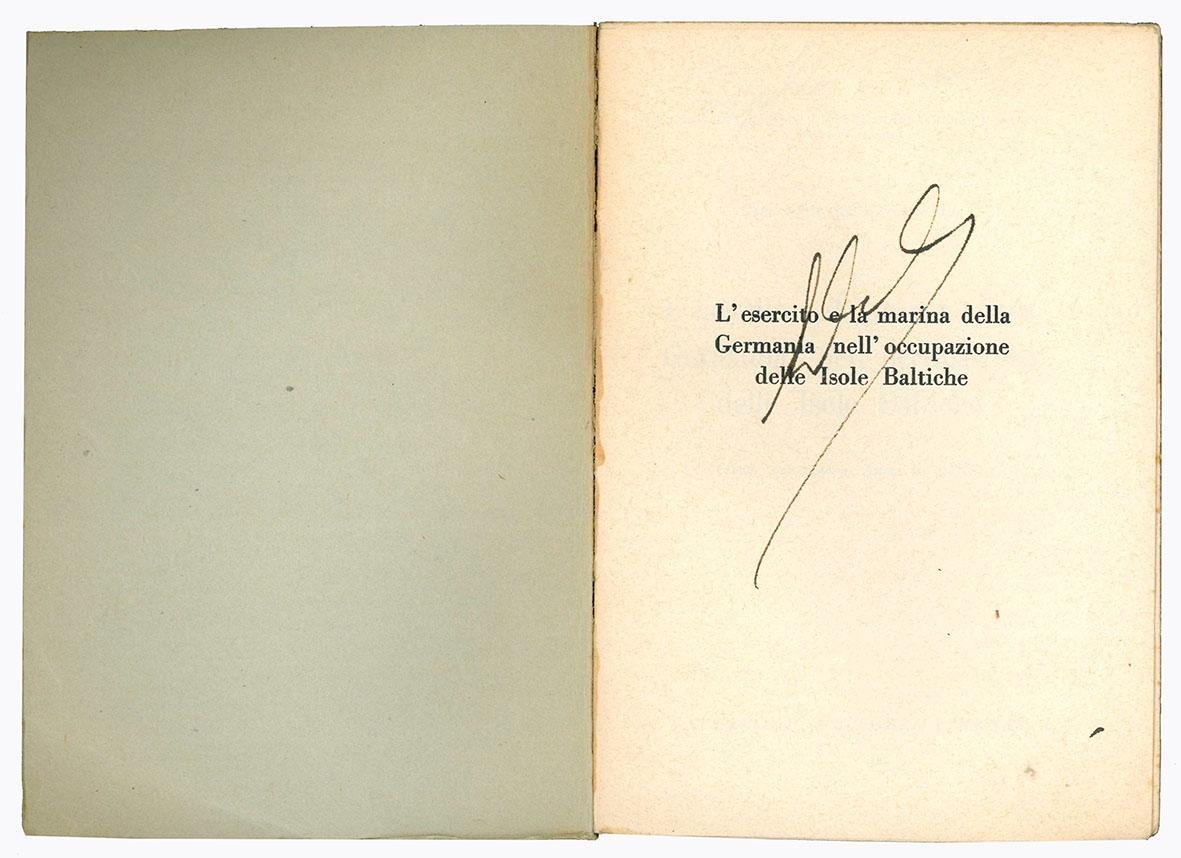 L'esercito e la marina della
Germania nell'occupazione
delle Isole Baltiche